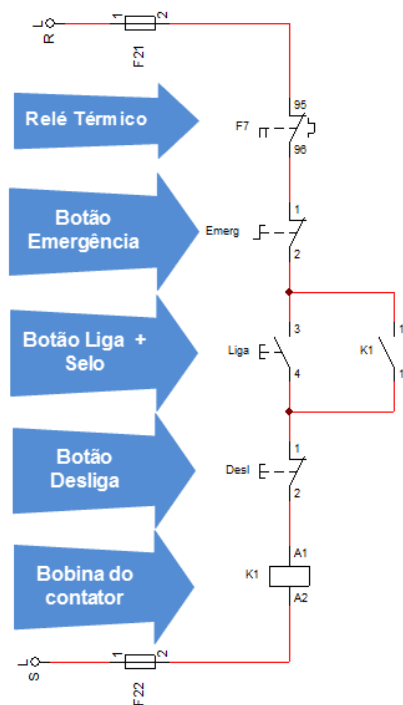 L
R
1
2
F21
Relé Térmico
F7
95
96
Botão
Emergência
Emerg
1
2
Botão Liga +
Selo
Liga
3
4
K1
1
1
Botão
Desliga
Desl
1
2
Bobina do
contator
K1
A1
A2
L
S
1
2
F22